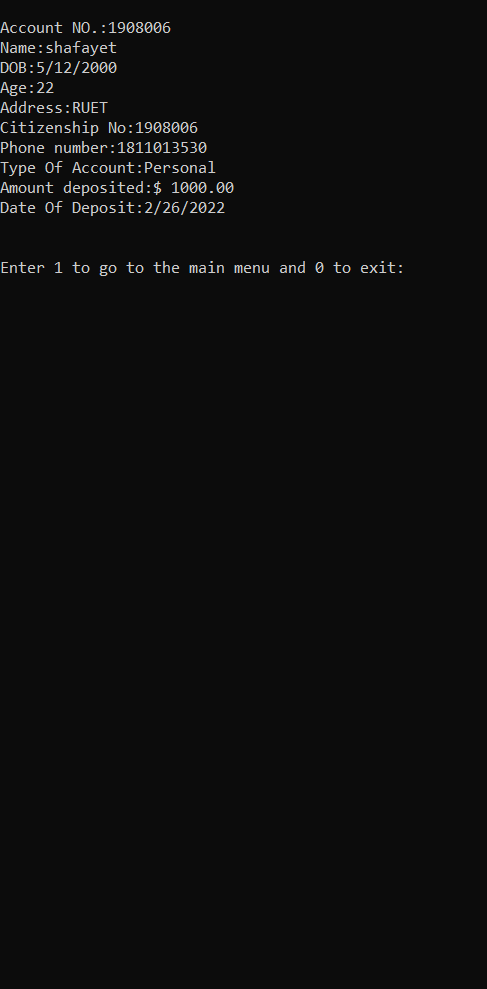 Account NO.:1908006
Name:shafayet
DOB:5/12/2000
Age:22
Address:RUET
Citizenship No:1908006
Phone number:1811013530
Type Of Account:Personal
Amount deposited:$ 1000.00
Date Of Deposit:2/26/2022
Enter 1 to go to the main menu and 0 to exit: